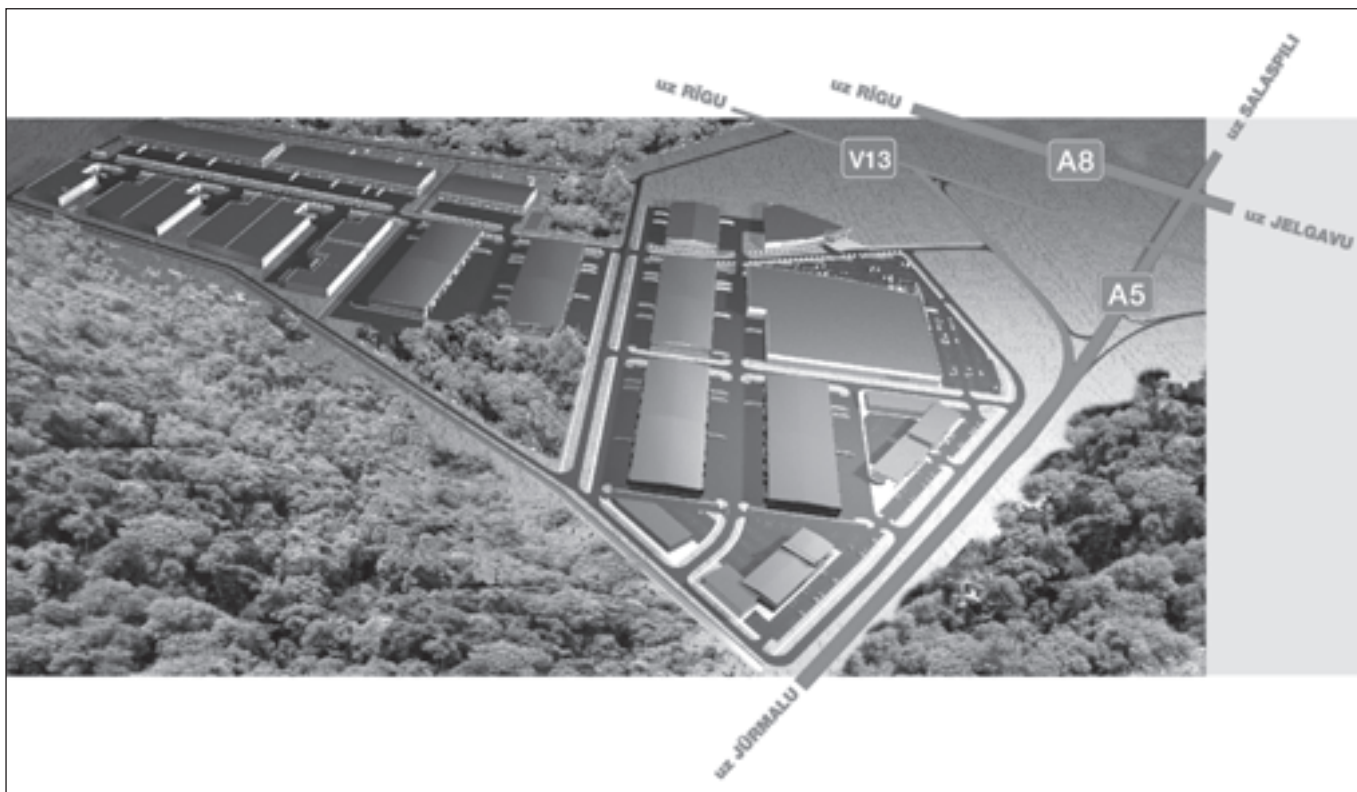 uz RĪGU
uz RĪGU
uz SALASPILI
V13
A8
uz JELGAVU
A5
uz JŪRMALU